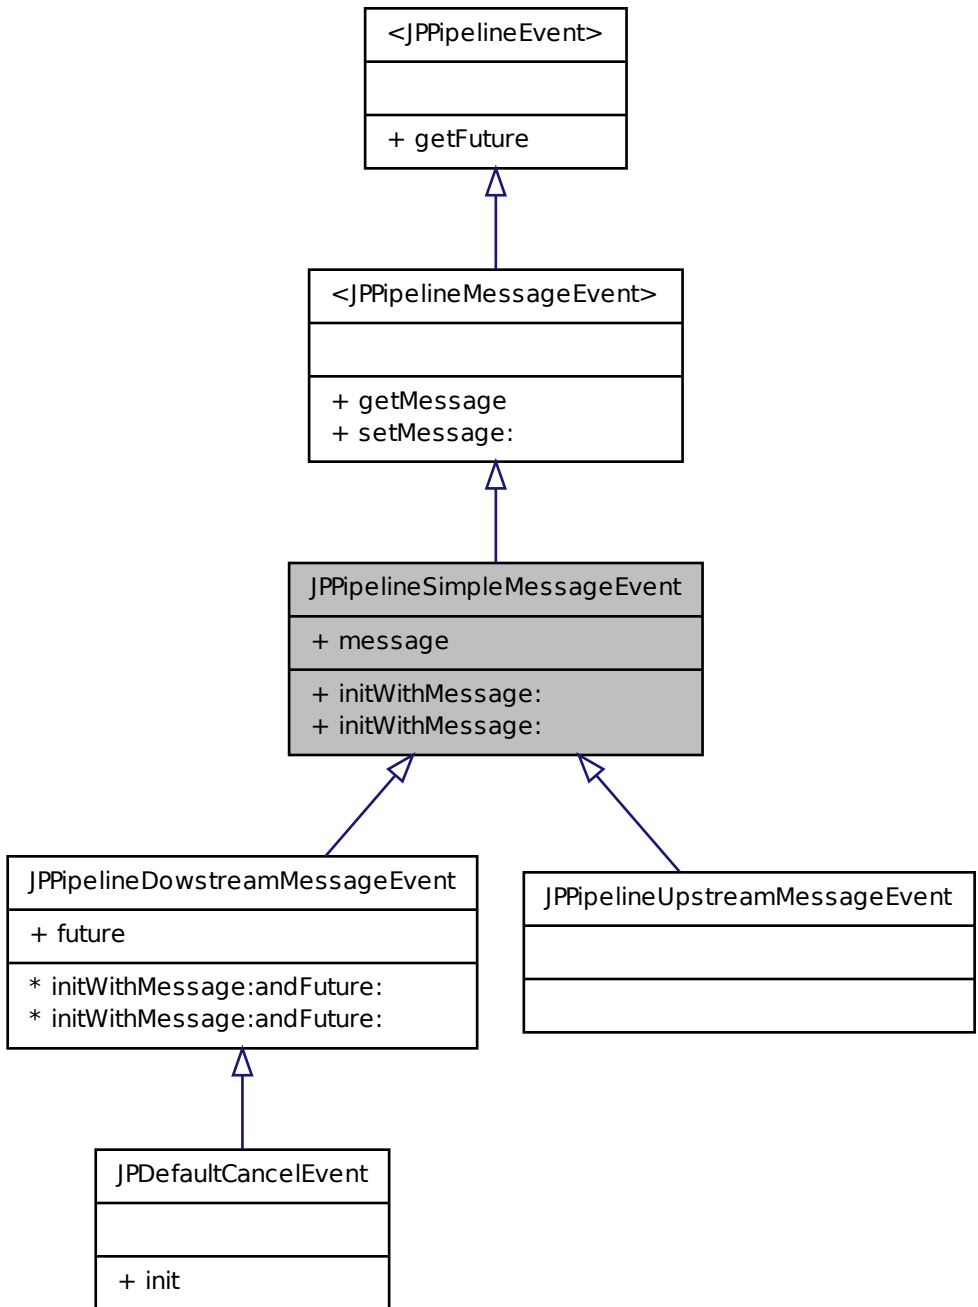 <JPPipelineEvent>
+ getFuture
<JPPipelineMessageEvent>
+ getMessage
+ setMessage:
JPPipelineSimpleMessageEvent
+ message
+ initWithMessage:
+ initWithMessage:
JPPipelineDowstreamMessageEvent
+ future
* initWithMessage:andFuture:
* initWithMessage:andFuture:
JPPipelineUpstreamMessageEvent
JPDefaultCancelEvent
+ init